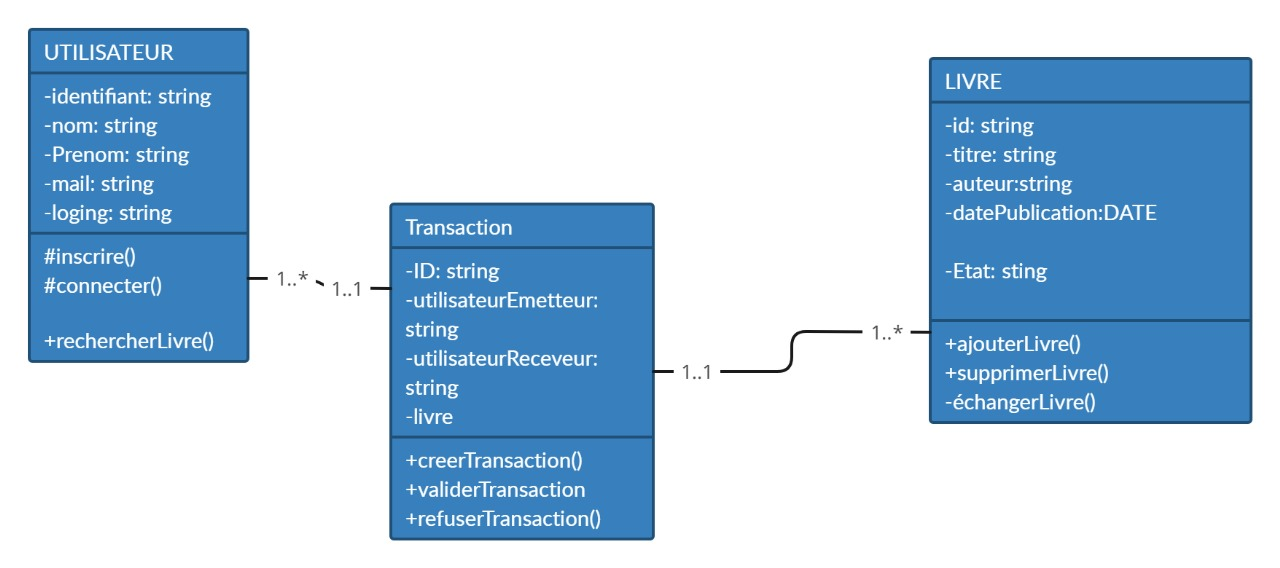 UTILISATEUR
-identifiant: string
-nom: string
-Prenom: string
-mail: string
-loging: string
#inscrire()
#connecter()
+rechercherLivre()
1..*
1..1
Transaction
-ID: string
-utilisateurEmetteur:
string
-utilisateurReceveur:
string
-livre
+creerTransaction()
+validerTransaction
+refuserTransaction()
1..1
1..*
LIVRE
-id: string
-titre: string
-auteur:string
-datePublication:DATE
-Etat: sting
+ajouterLivre()
+supprimerLivre()
-échangerLivre()